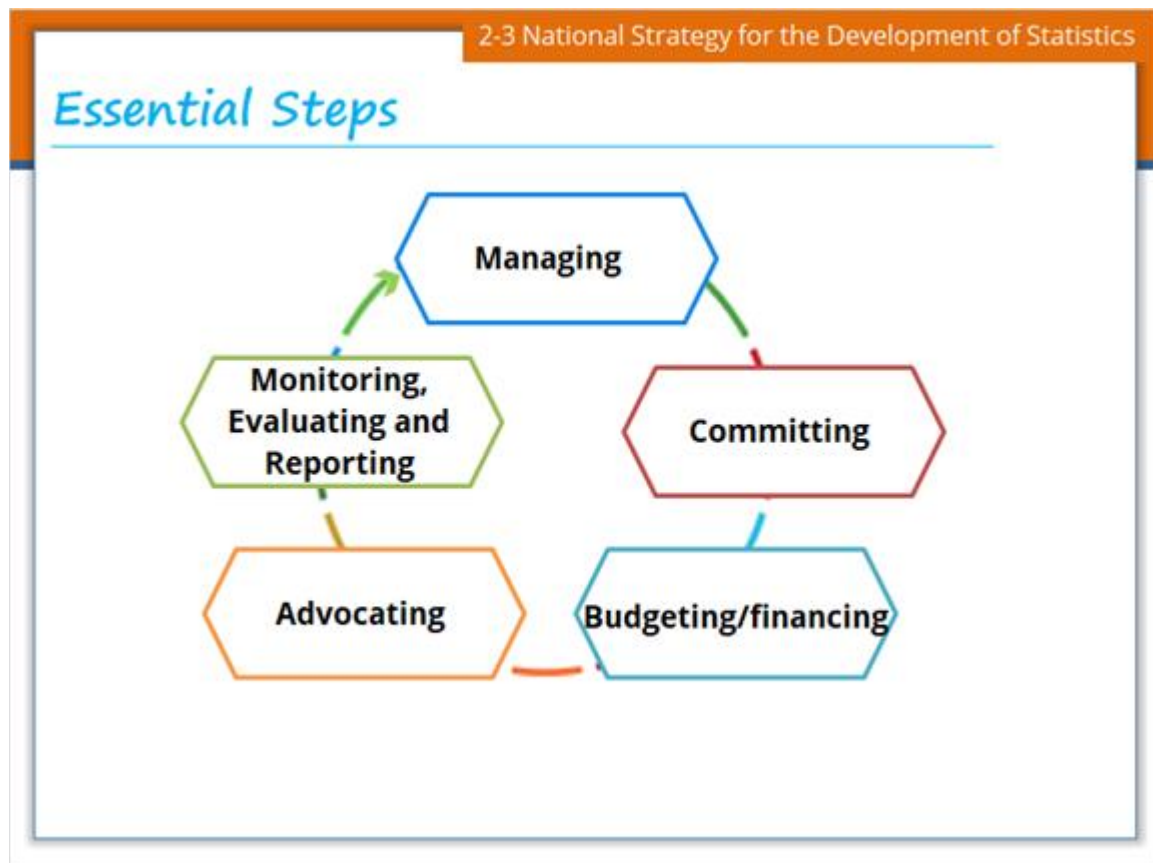 2-3 National Strategy for the Development of Statistics
Essential Steps
Managing
Committing
Budgeting/financing
Advocating
Monitoring,
Evaluating and
Reporting